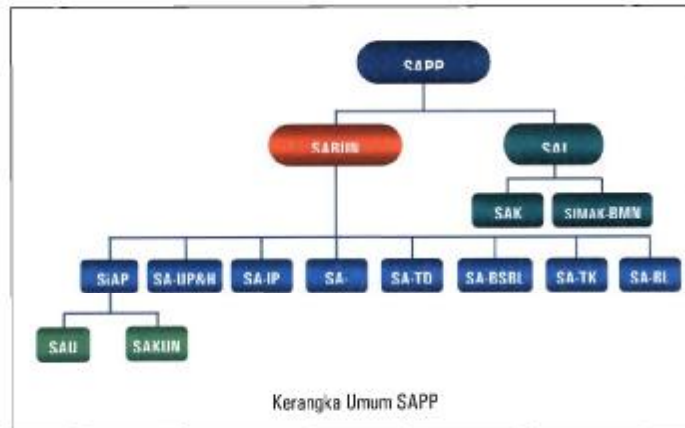 SAPP
SABUN
SAI
SAK
SIMAK-BMN
SiAP
SA-UP&H
SA-IP
SA-
SA-TD
SA-BSBL
SA-TK
SA-BL
SAU
SAKUN
Kerangka Umum SAPP